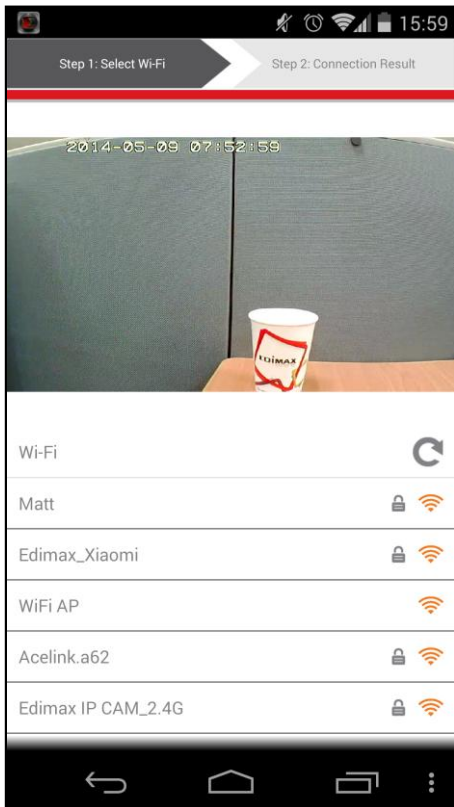 15:59
Step 1: Select Wi-Fi
Step 2: Connection Result
2014-05-09 07:52:59
EDIMAX
Wi-Fi
Matt
Edimax_Xiaomi
WiFi AP
Acelink.a62
Edimax IP CAM_2.4G